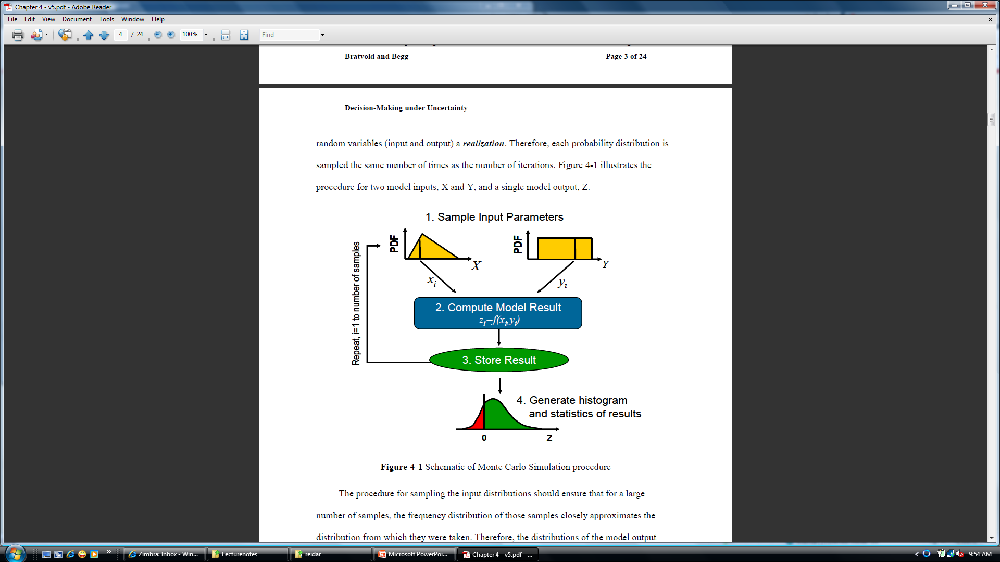 Chapter 4 - v5.pdf - Adobe Reader
File Edit View Document Tools Window Help
4 / 24 100% Find
Bratvold and Begg Page 3 of 24
Decision-Making under Uncertainty
random variables (input and output) a realization. Therefore, each probability distribution is
sampled the same number of times as the number of iterations. Figure 4-1 illustrates the
procedure for two model inputs, X and Y, and a single model output, Z.
1. Sample Input Parameters
PDF
X
PDF
Y
Repeat, i=1 to number of samples
xi
yi
2. Compute Model Result
zi=f(xi,yi)
3. Store Result
4. Generate histogram
and statistics of results
0 Z
Figure 4-1 Schematic of Monte Carlo Simulation procedure
The procedure for sampling the input distributions should ensure that for a large
number of samples, the frequency distribution of those samples closely approximates the
distribution from which they were taken. Therefore, the distributions of the model output
Zimbra: Inbox - Win... Lecturenotes reidar Microsoft PowerPoi... Chapter 4 - v5.pdf - ... 9:54 AM